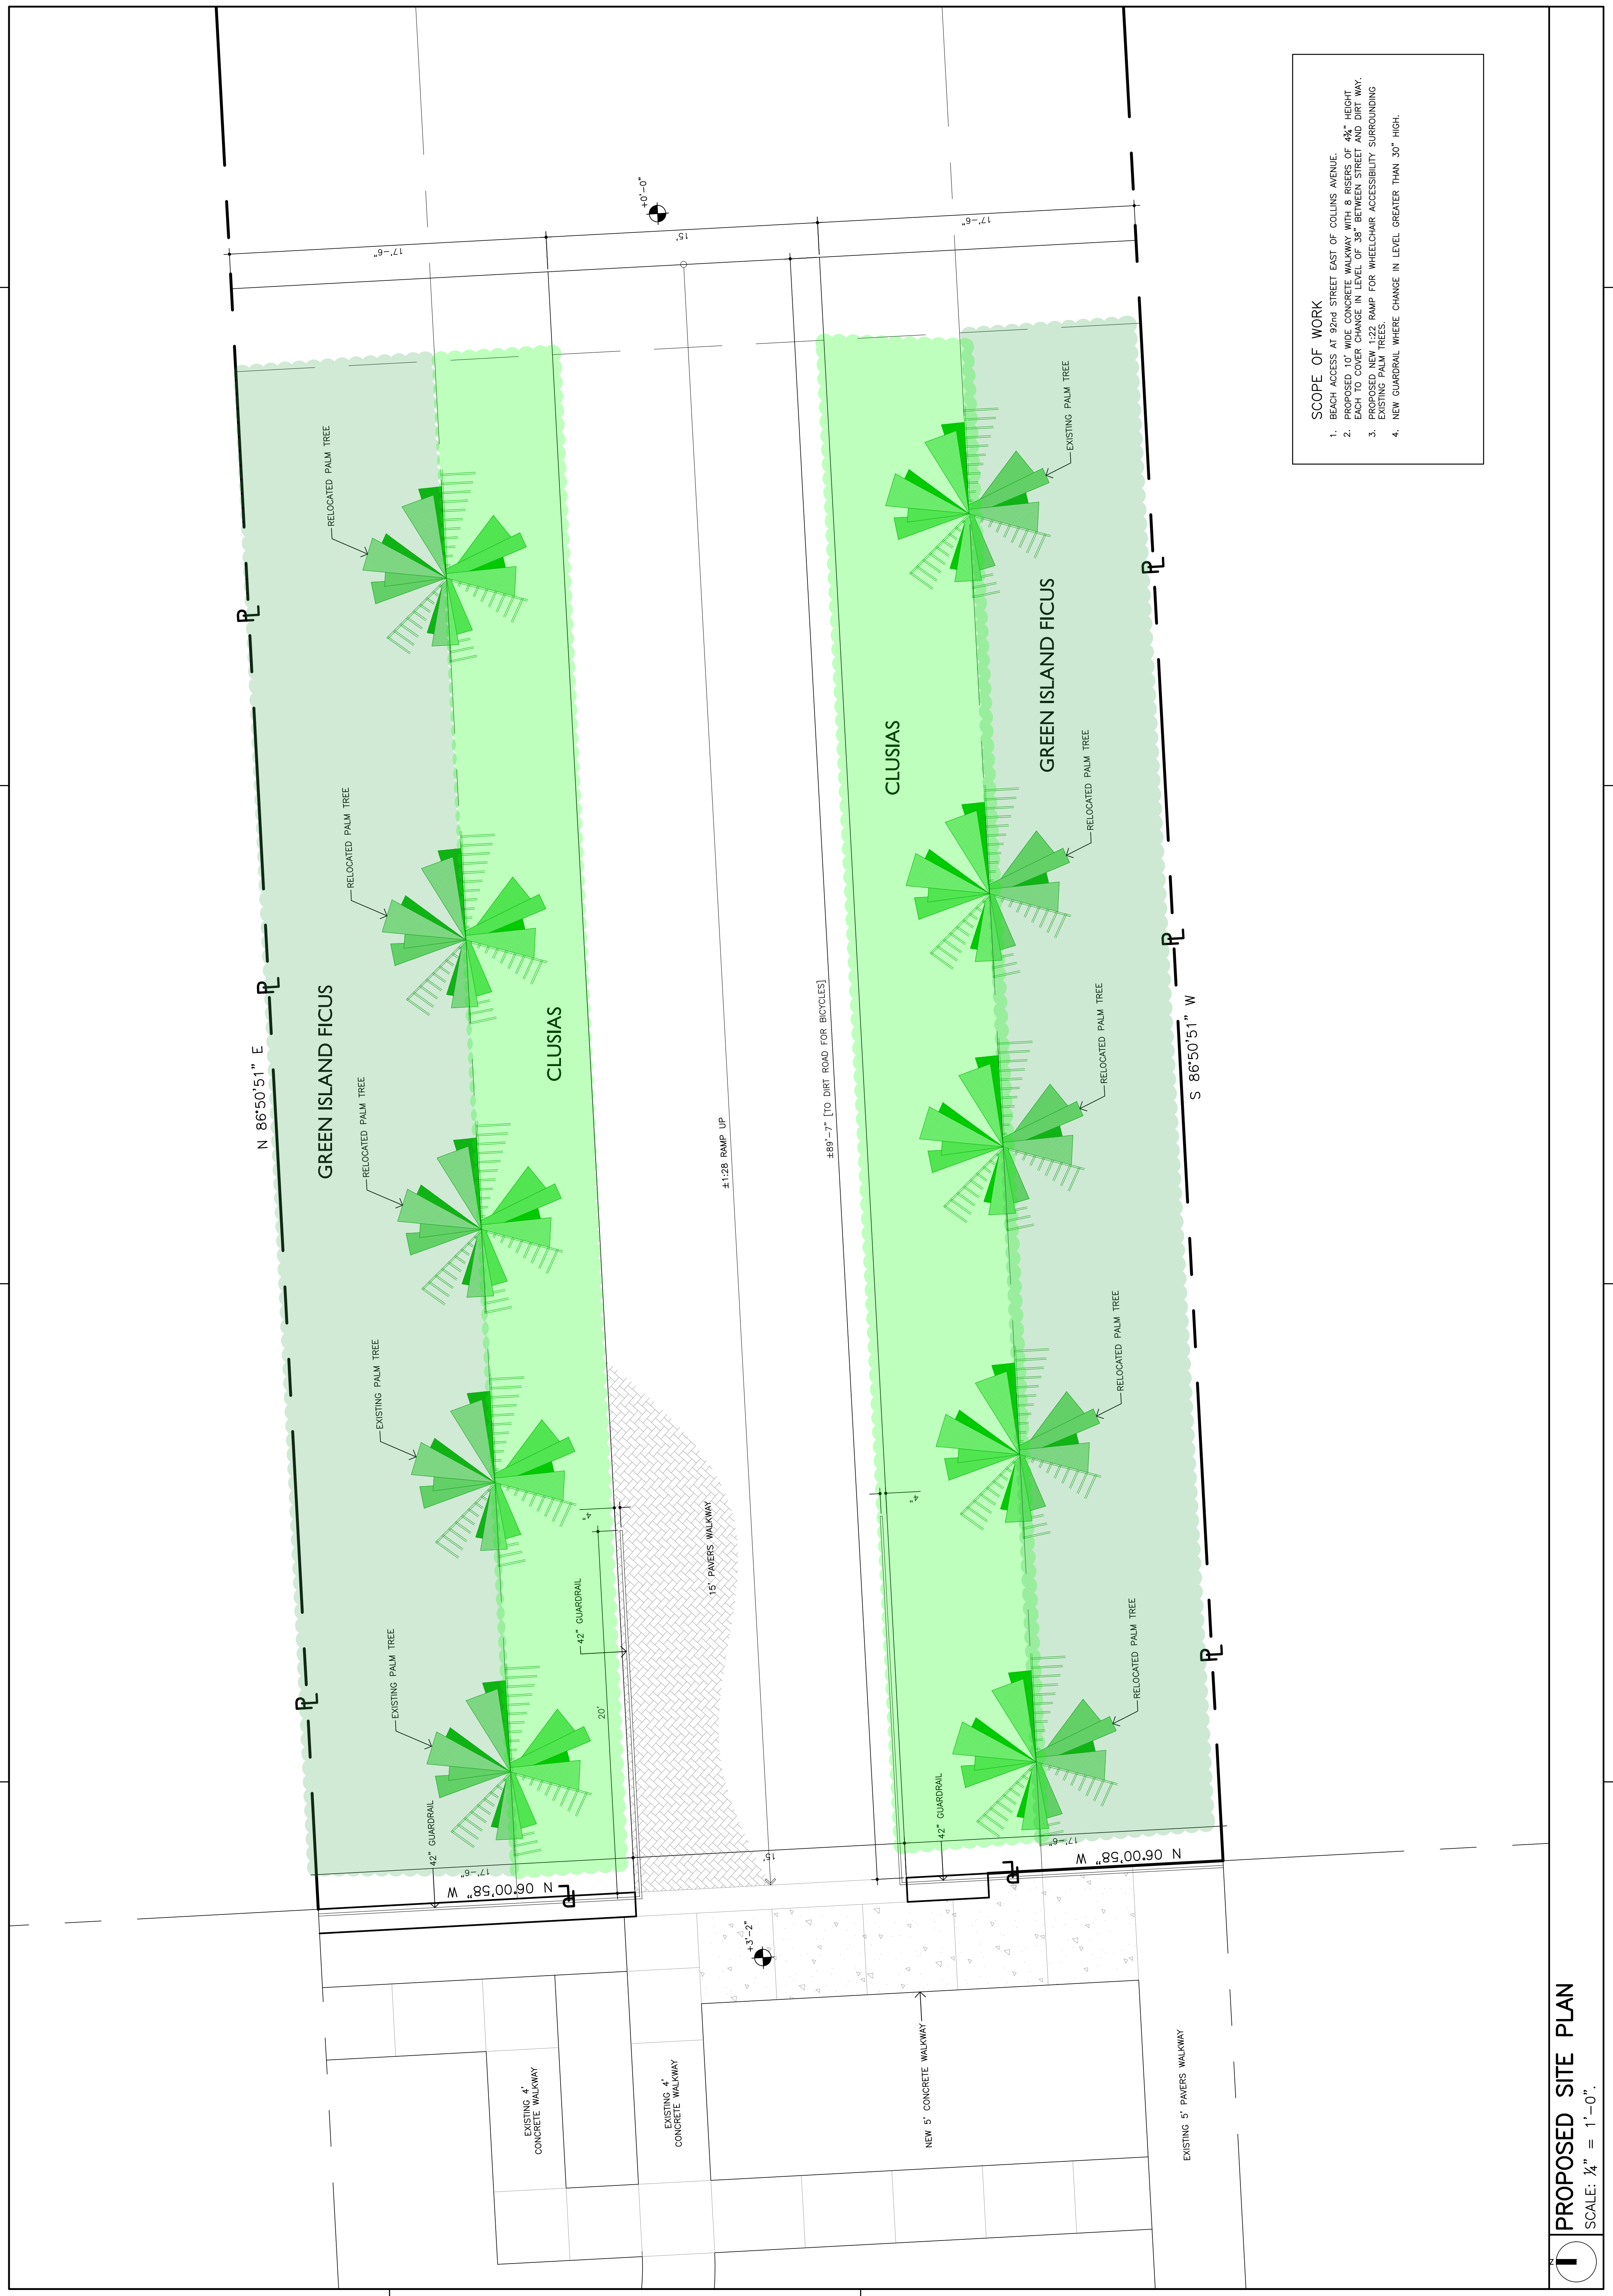 SCOPE OF WORK
1. BEACH ACCESS AT 92nd STREET EAST OF COLLINS AVENUE.
2. PROPOSED 10' WIDE CONCRETE WALKWAY WITH 8 RISERS OF 4¾" HEIGHT
EACH TO COVER CHANGE IN LEVEL OF 38" BETWEEN STREET AND DIRT WAY.
3. PROPOSED NEW 1:22 RAMP FOR WHEELCHAIR ACCESSIBILITY SURROUNDING
EXISTING PALM TREES.
4. NEW GUARDRAIL WHERE CHANGE IN LEVEL GREATER THAN 30" HIGH.
N 86°50'51" E
PL
PL
PL
GREEN ISLAND FICUS
CLUSIAS
EXISTING PALM TREE
EXISTING PALM TREE
RELOCATED PALM TREE
RELOCATED PALM TREE
RELOCATED PALM TREE
42" GUARDRAIL
42" GUARDRAIL
20'
4"
17'-6"
N 06°00'58" W
PL
15' PAVERS WALKWAY
±1:28 RAMP UP
±89'-7" [TO DIRT ROAD FOR BICYCLES]
+0'-0"
17'-6"
15'
17'-6"
15'
+3'-2"
4"
42" GUARDRAIL
17'-6"
N 06°00'58" W
PL
CLUSIAS
GREEN ISLAND FICUS
RELOCATED PALM TREE
RELOCATED PALM TREE
RELOCATED PALM TREE
RELOCATED PALM TREE
EXISTING PALM TREE
PL
PL
PL
S 86°50'51" W
EXISTING 4'
CONCRETE WALKWAY
EXISTING 4'
CONCRETE WALKWAY
NEW 5' CONCRETE WALKWAY
EXISTING 5' PAVERS WALKWAY
N
PROPOSED SITE PLAN
SCALE: ¼" = 1'-0".